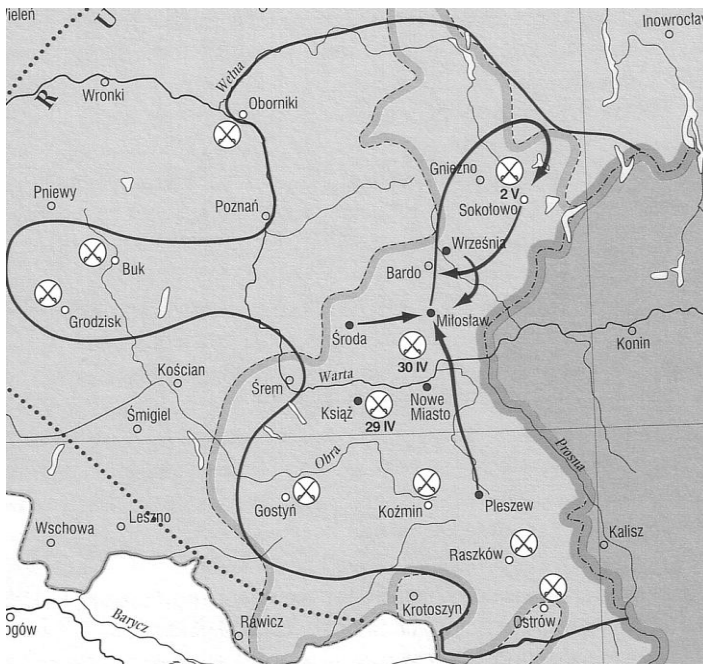 ieleń
U
R
Inowrocław
Wełna
Wronki
Oborniki
Gniezno
2 V
Sokołowo
Pniewy
Poznań
Września
Bardo
Buk
Grodzisk
Miłosław
Środa
Konin
30 IV
Kościan
Śrem
Warta
Nowe
Miasto
Książ
29 IV
Śmigiel
Obra
Prosna
Gostyń
Koźmin
Pleszew
Leszno
Wschowa
Kalisz
Raszków
Krotoszyn
Ostrów
Barycz
ogów
Rawicz